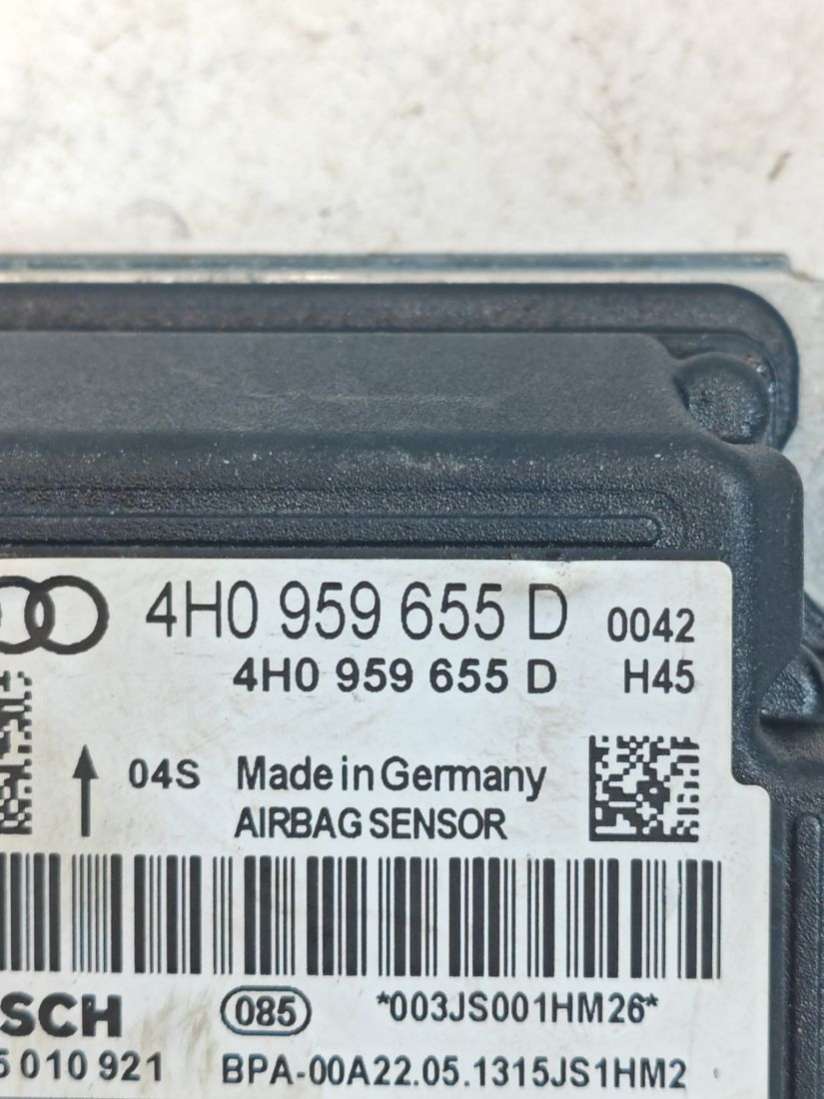 4H0 959 655 D 0042
4H0 959 655 D H45
04S Made in Germany
AIRBAG SENSOR
SCH 085 *003JS001HM26*
5 010 921 BPA-00A22.05.1315JS1HM2